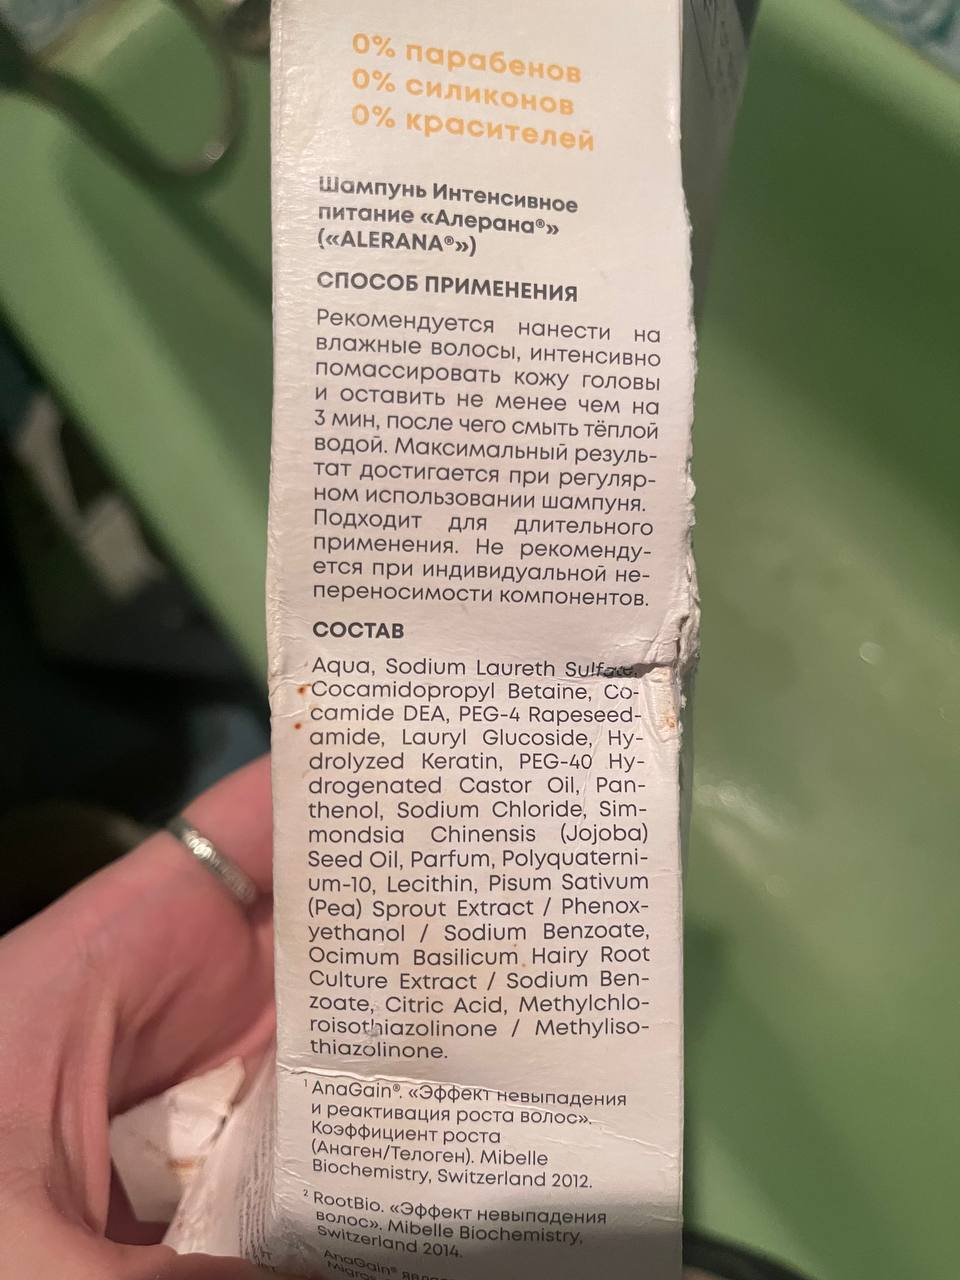 0% парабенов
0% силиконов
0% красителей
Шампунь Интенсивное
питание «Алерана®»
(«ALERANA®»)
СПОСОБ ПРИМЕНЕНИЯ
Рекомендуется нанести на
влажные волосы, интенсивно
помассировать кожу головы
и оставить не менее чем на
3 мин, после чего смыть тёплой
водой. Максимальный резуль-
тат достигается при регуляр-
ном использовании шампуня.
Подходит для длительного
применения. Не рекоменду-
ется при индивидуальной не-
переносимости компонентов.
СОСТАВ
Aqua, Sodium Laureth Sulfate,
Cocamidopropyl Betaine, Co-
camide DEA, PEG-4 Rapeseed-
amide, Lauryl Glucoside, Hy-
drolyzed Keratin, PEG-40 Hy-
drogenated Castor Oil, Pan-
thenol, Sodium Chloride, Sim-
mondsia Chinensis (Jojoba)
Seed Oil, Parfum, Polyquaterni-
um-10, Lecithin, Pisum Sativum
(Pea) Sprout Extract / Phenox-
yethanol / Sodium Benzoate,
Ocimum Basilicum Hairy Root
Culture Extract / Sodium Ben-
zoate, Citric Acid, Methylchlo-
roisothiazolinone / Methyliso-
thiazolinone.
¹ AnaGain®. «Эффект невыпадения
и реактивация роста волос».
Коэффициент роста
(Анаген/Телоген). Mibelle
Biochemistry, Switzerland 2012.
² RootBio. «Эффект невыпадения
волос». Mibelle Biochemistry,
Switzerland 2014.
AnaGain®